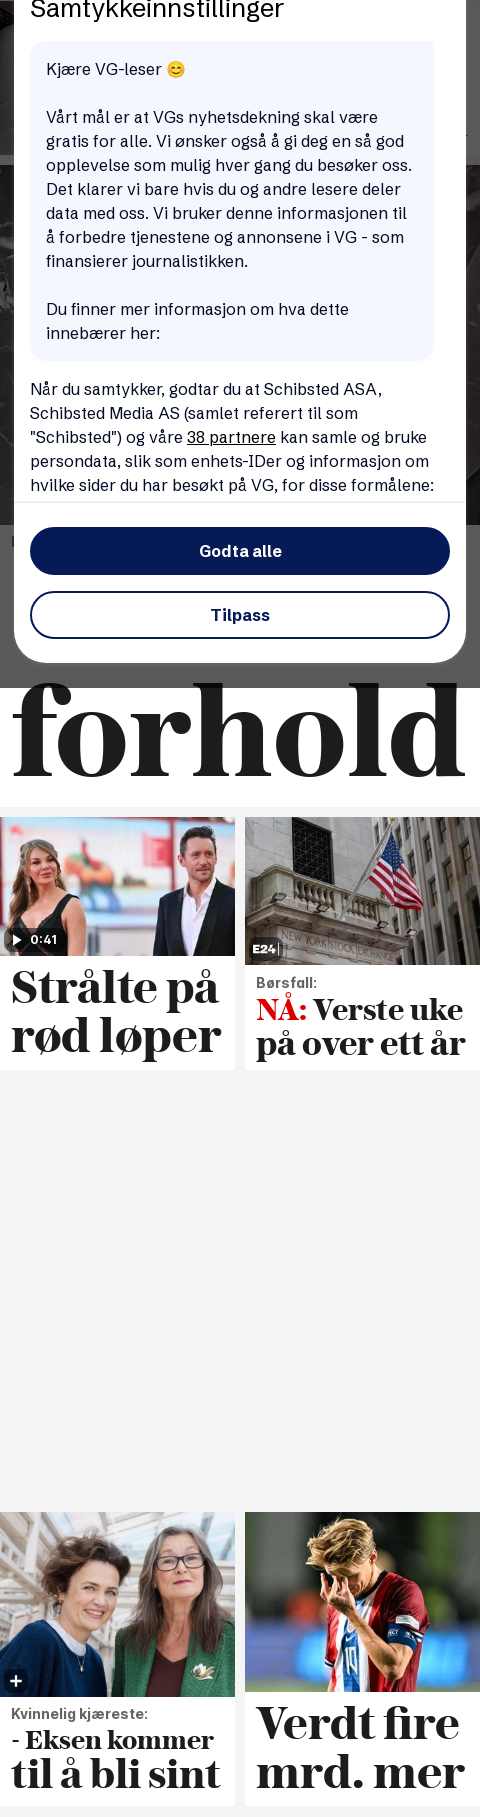 Samtykkeinnstillinger
Kjære VG-leser 😊
Vårt mål er at VGs nyhetsdekning skal være
gratis for alle. Vi ønsker også å gi deg en så god
opplevelse som mulig hver gang du besøker oss.
Det klarer vi bare hvis du og andre lesere deler
data med oss. Vi bruker denne informasjonen til
å forbedre tjenestene og annonsene i VG - som
finansierer journalistikken.
Du finner mer informasjon om hva dette
innebærer her:
Når du samtykker, godtar du at Schibsted ASA,
Schibsted Media AS (samlet referert til som
"Schibsted") og våre 38 partnere kan samle og bruke
persondata, slik som enhets-IDer og informasjon om
hvilke sider du har besøkt på VG, for disse formålene:
Godta alle
Tilpass
forhold
0:41
Strålte på
rød løper
E24
NEW YORK STOCK EXCHANGE
Børsfall:
NÅ: Verste uke
på over ett år
Kvinnelig kjæreste:
- Eksen kommer
til å bli sint
10
Verdt fire
mrd. mer